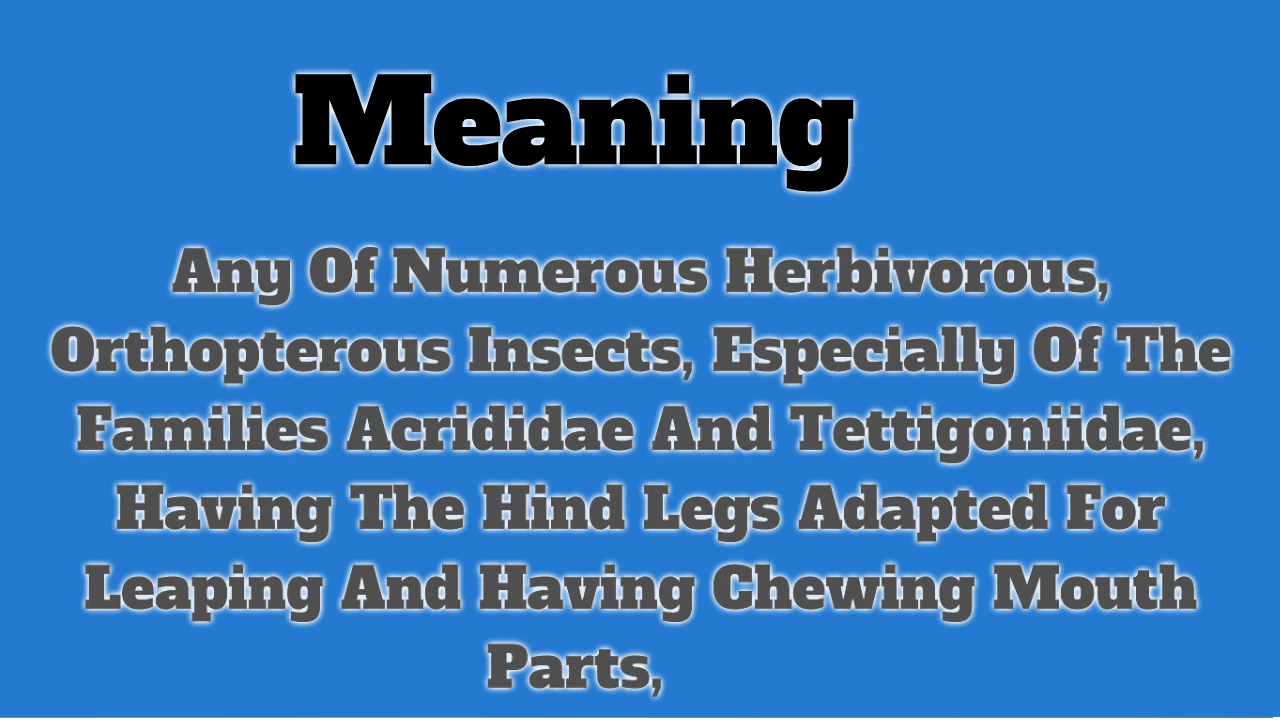 Meaning
Any Of Numerous Herbivorous,
Orthopterous Insects, Especially Of The
Families Acrididae And Tettigoniidae,
Having The Hind Legs Adapted For
Leaping And Having Chewing Mouth
Parts,